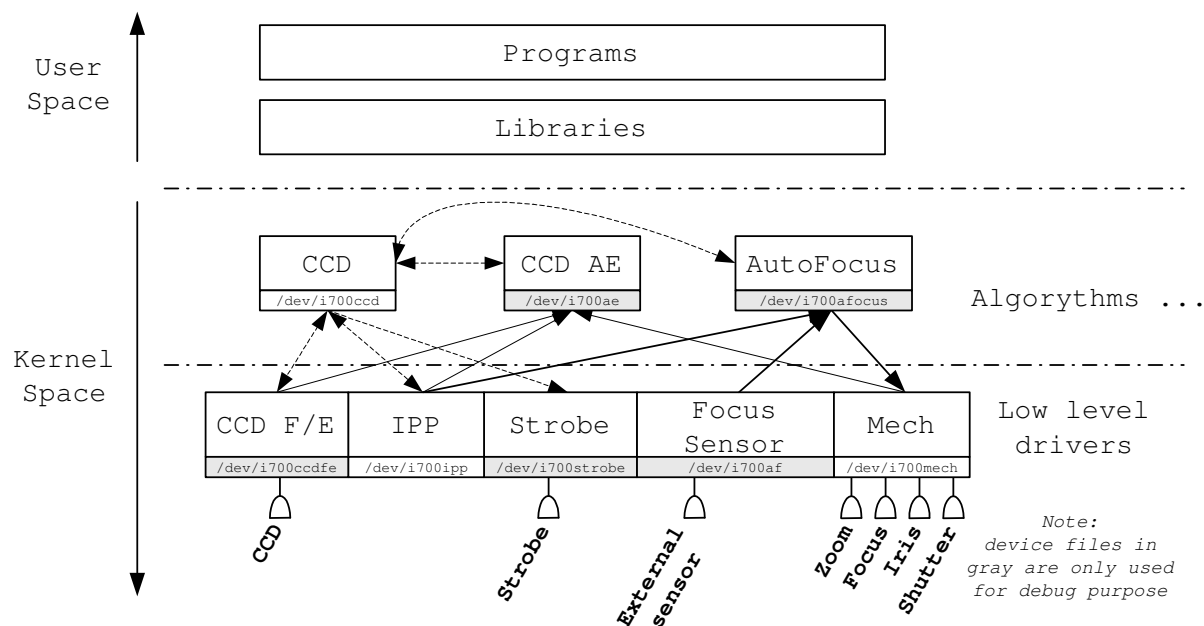 User
Space
Programs
Libraries
Kernel
Space
CCD
/dev/i700ccd
CCD AE
/dev/i700ae
AutoFocus
/dev/i700afocus
Algorythms ...
CCD F/E
/dev/i700ccdfe
IPP
/dev/i700ipp
Strobe
/dev/i700strobe
Focus
Sensor
/dev/i700af
Mech
/dev/i700mech
Low level
drivers
CCD
Strobe
External
sensor
Zoom
Focus
Iris
Shutter
Note:
device files in
gray are only used
for debug purpose